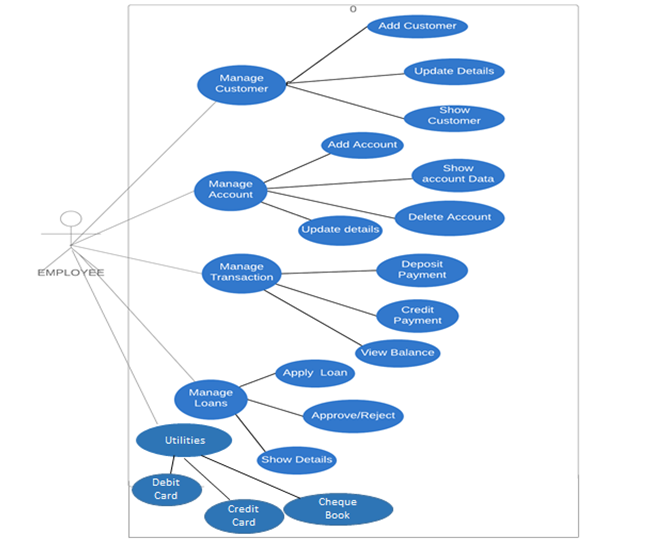 0
Add Customer
Manage
Customer
Update Details
Show
Customer
Add Account
Manage
Account
Show
account Data
Delete Account
Update details
EMPLOYEE
Manage
Transaction
Deposit
Payment
Credit
Payment
View Balance
Apply Loan
Manage
Loans
Approve/Reject
Show Details
Utilities
Debit
Card
Credit
Card
Cheque
Book